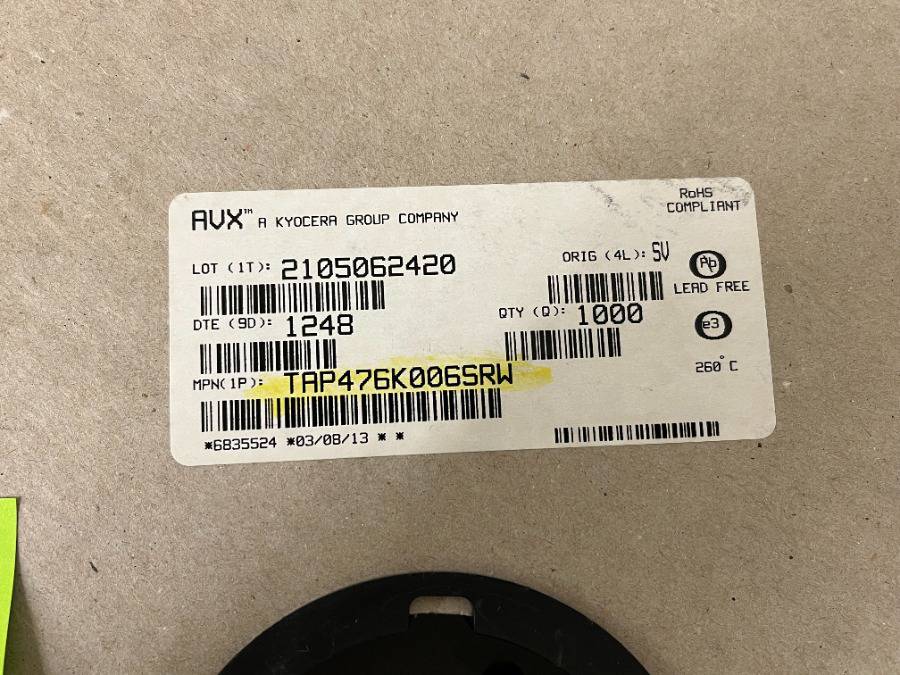 AVX™ A KYOCERA GROUP COMPANY
RoHS
COMPLIANT
LOT (1T): 2105062420
ORIG (4L): SV
Pb
LEAD FREE
DTE (9D): 1248
QTY (Q): 1000
e3
MPN(1P): TAP476K006SRW
260°C
*6835524 *03/08/13 * *